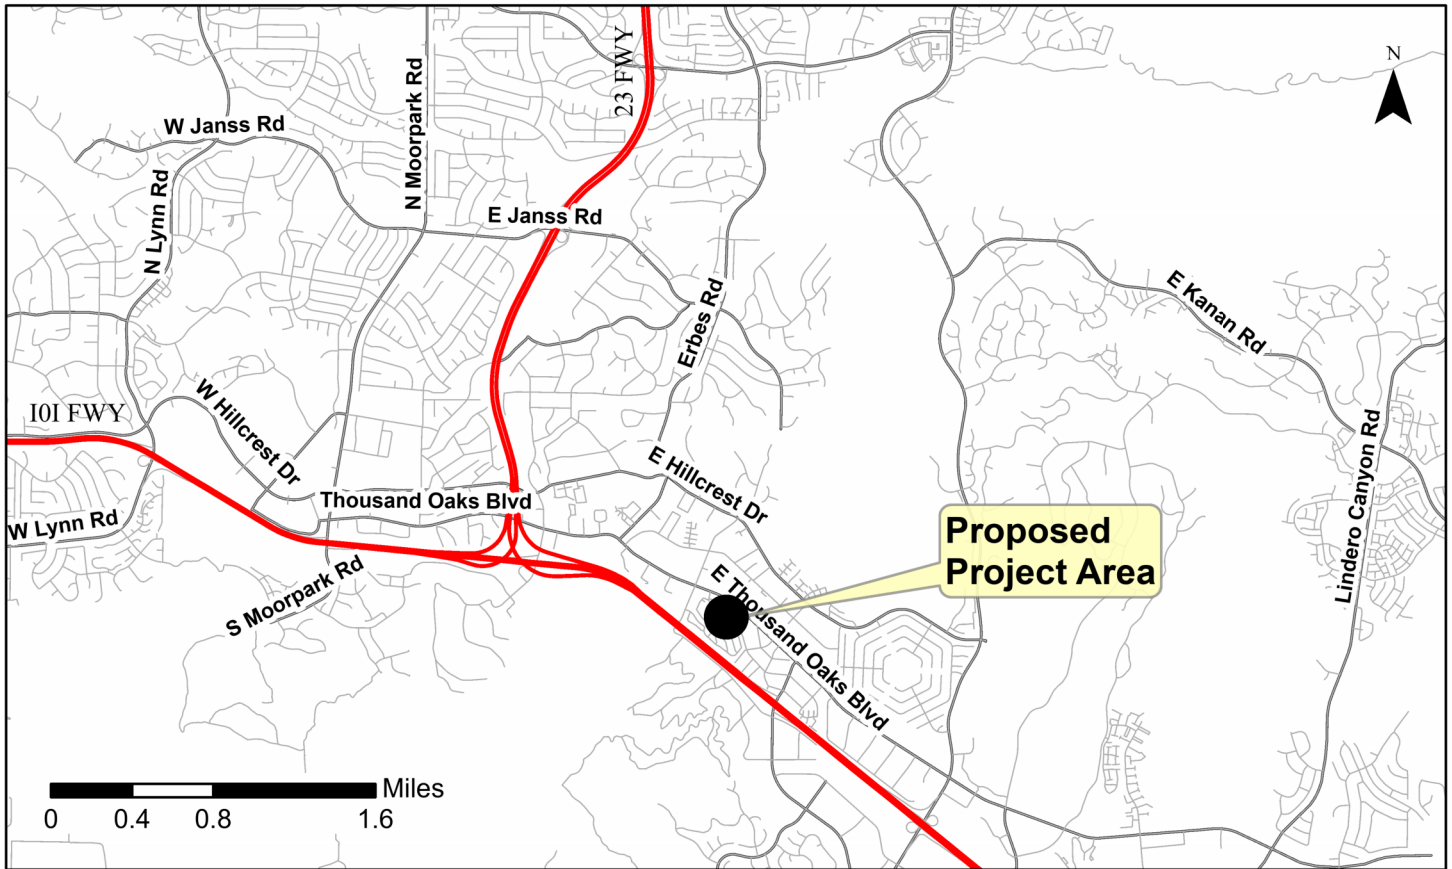 23 FWY
N
N Moorpark Rd
W Janss Rd
N Lynn Rd
E Janss Rd
Erbes Rd
E Kanan Rd
I0I FWY
W Hillcrest Dr
E Hillcrest Dr
Lindero Canyon Rd
Thousand Oaks Blvd
W Lynn Rd
Proposed
Project Area
S Moorpark Rd
E Thousand Oaks Blvd
Miles
0 0.4 0.8 1.6